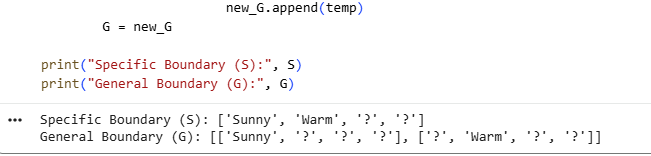 new_G.append(temp)
G = new_G
print("Specific Boundary (S):", S)
print("General Boundary (G):", G)
••• Specific Boundary (S): ['Sunny', 'Warm', '?', '?']
General Boundary (G): [['Sunny', '?', '?', '?'], ['?', 'Warm', '?', '?']]